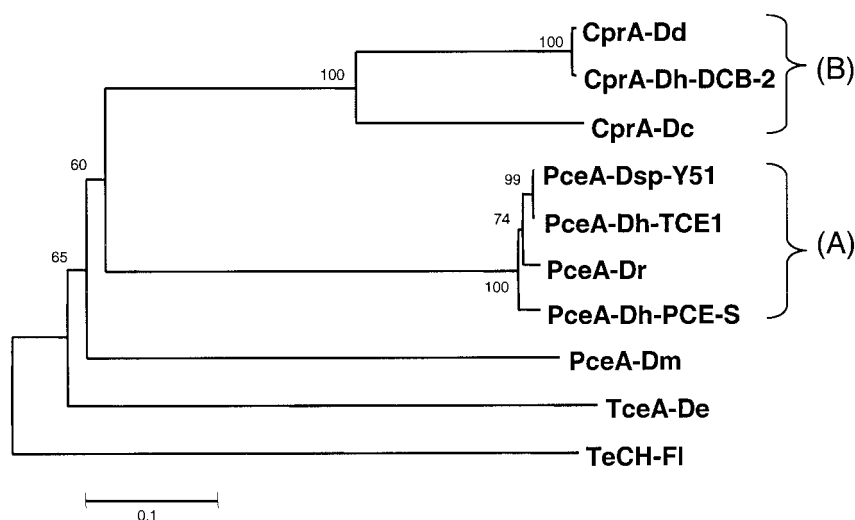 100
CprA-Dd
CprA-Dh-DCB-2
(B)
100
CprA-Dc
60
99
PceA-Dsp-Y51
74
PceA-Dh-TCE1
(A)
PceA-Dr
65
100
PceA-Dh-PCE-S
PceA-Dm
TceA-De
TeCH-Fl
0.1